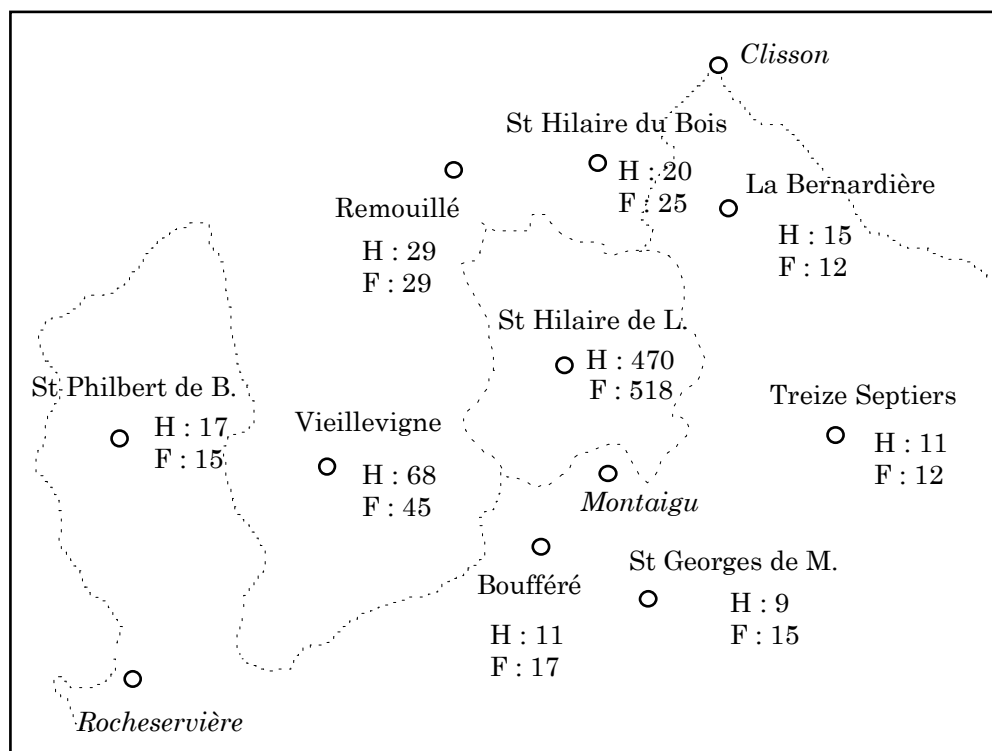 Clisson
St Hilaire du Bois
H : 20
F : 25
La Bernardière
H : 15
F : 12
Remouillé
H : 29
F : 29
St Hilaire de L.
H : 470
F : 518
St Philbert de B.
H : 17
F : 15
Vieillevigne
H : 68
F : 45
Treize Septiers
H : 11
F : 12
Montaigu
Boufféré
H : 11
F : 17
St Georges de M.
H : 9
F : 15
Rocheservière